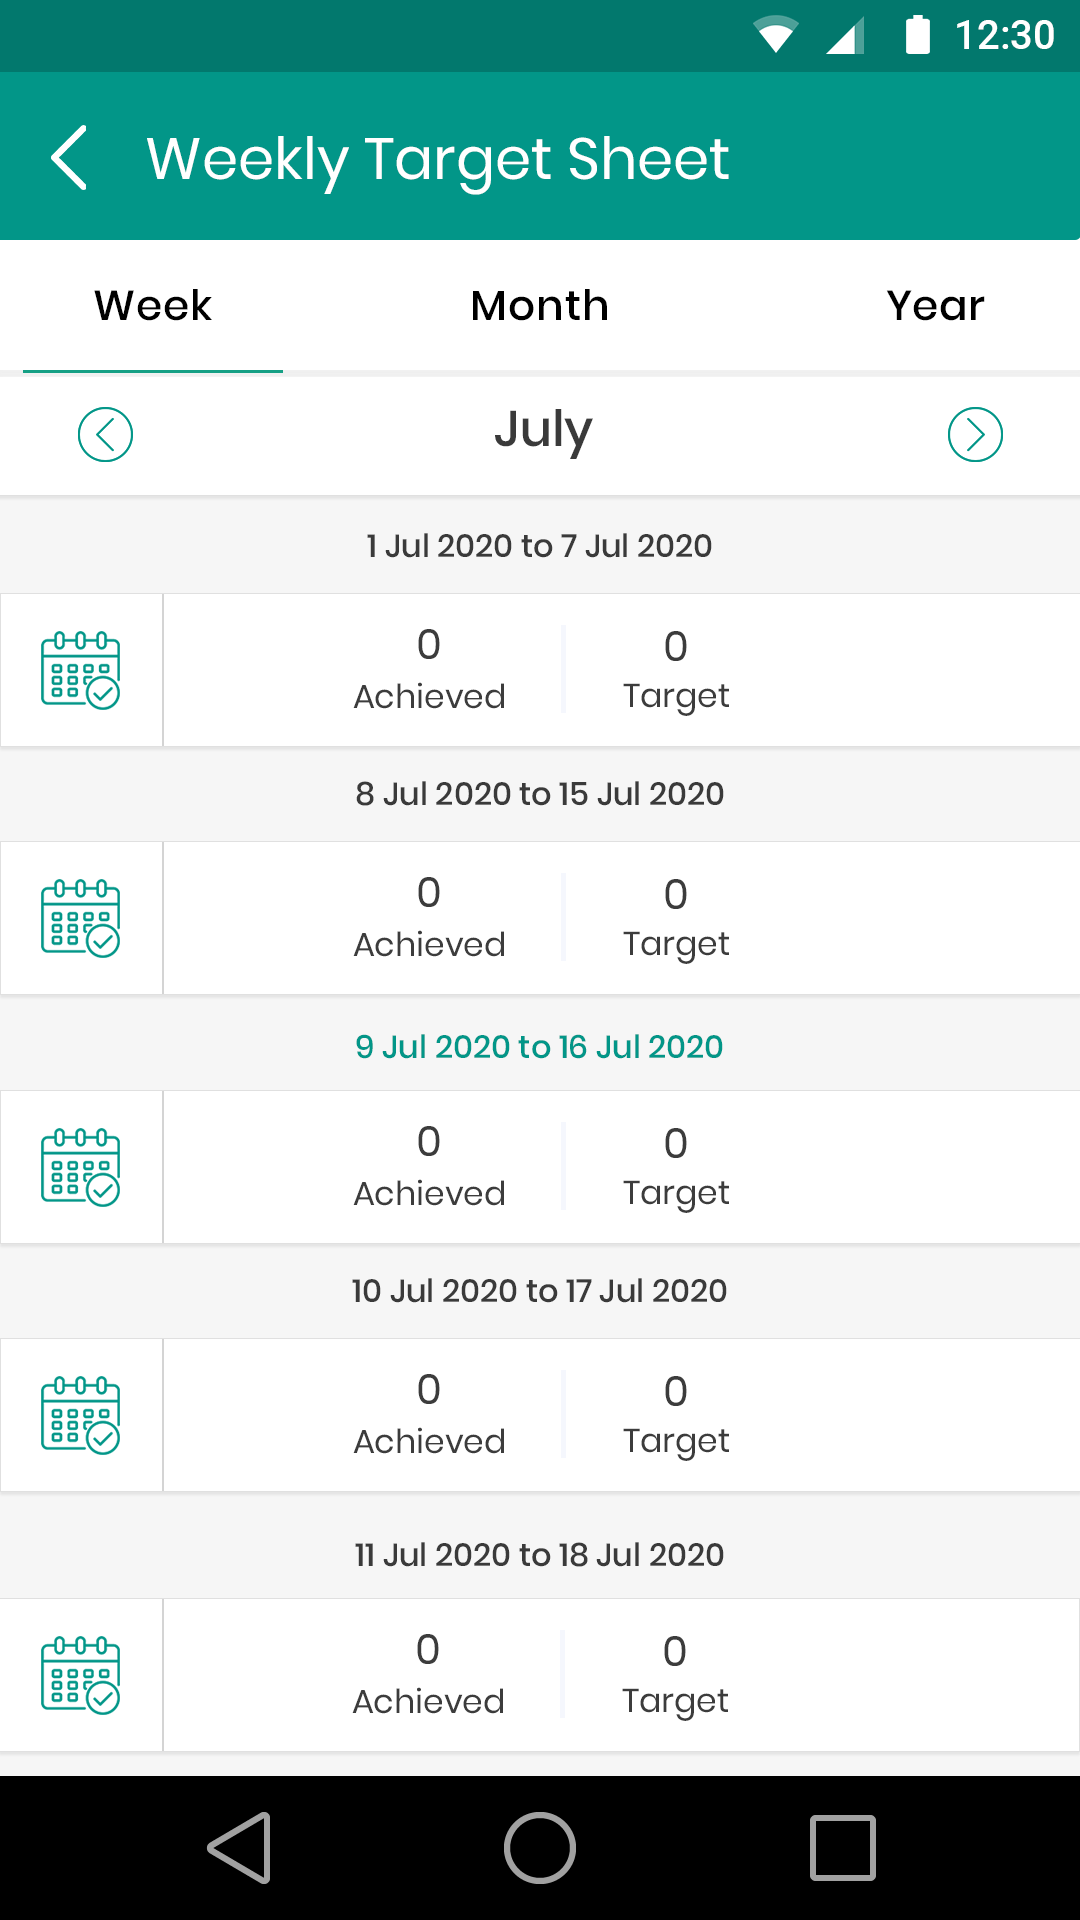 12:30
Weekly Target Sheet
Week Month Year
July
1 Jul 2020 to 7 Jul 2020
0 0
Achieved Target
8 Jul 2020 to 15 Jul 2020
0 0
Achieved Target
9 Jul 2020 to 16 Jul 2020
0 0
Achieved Target
10 Jul 2020 to 17 Jul 2020
0 0
Achieved Target
11 Jul 2020 to 18 Jul 2020
0 0
Achieved Target